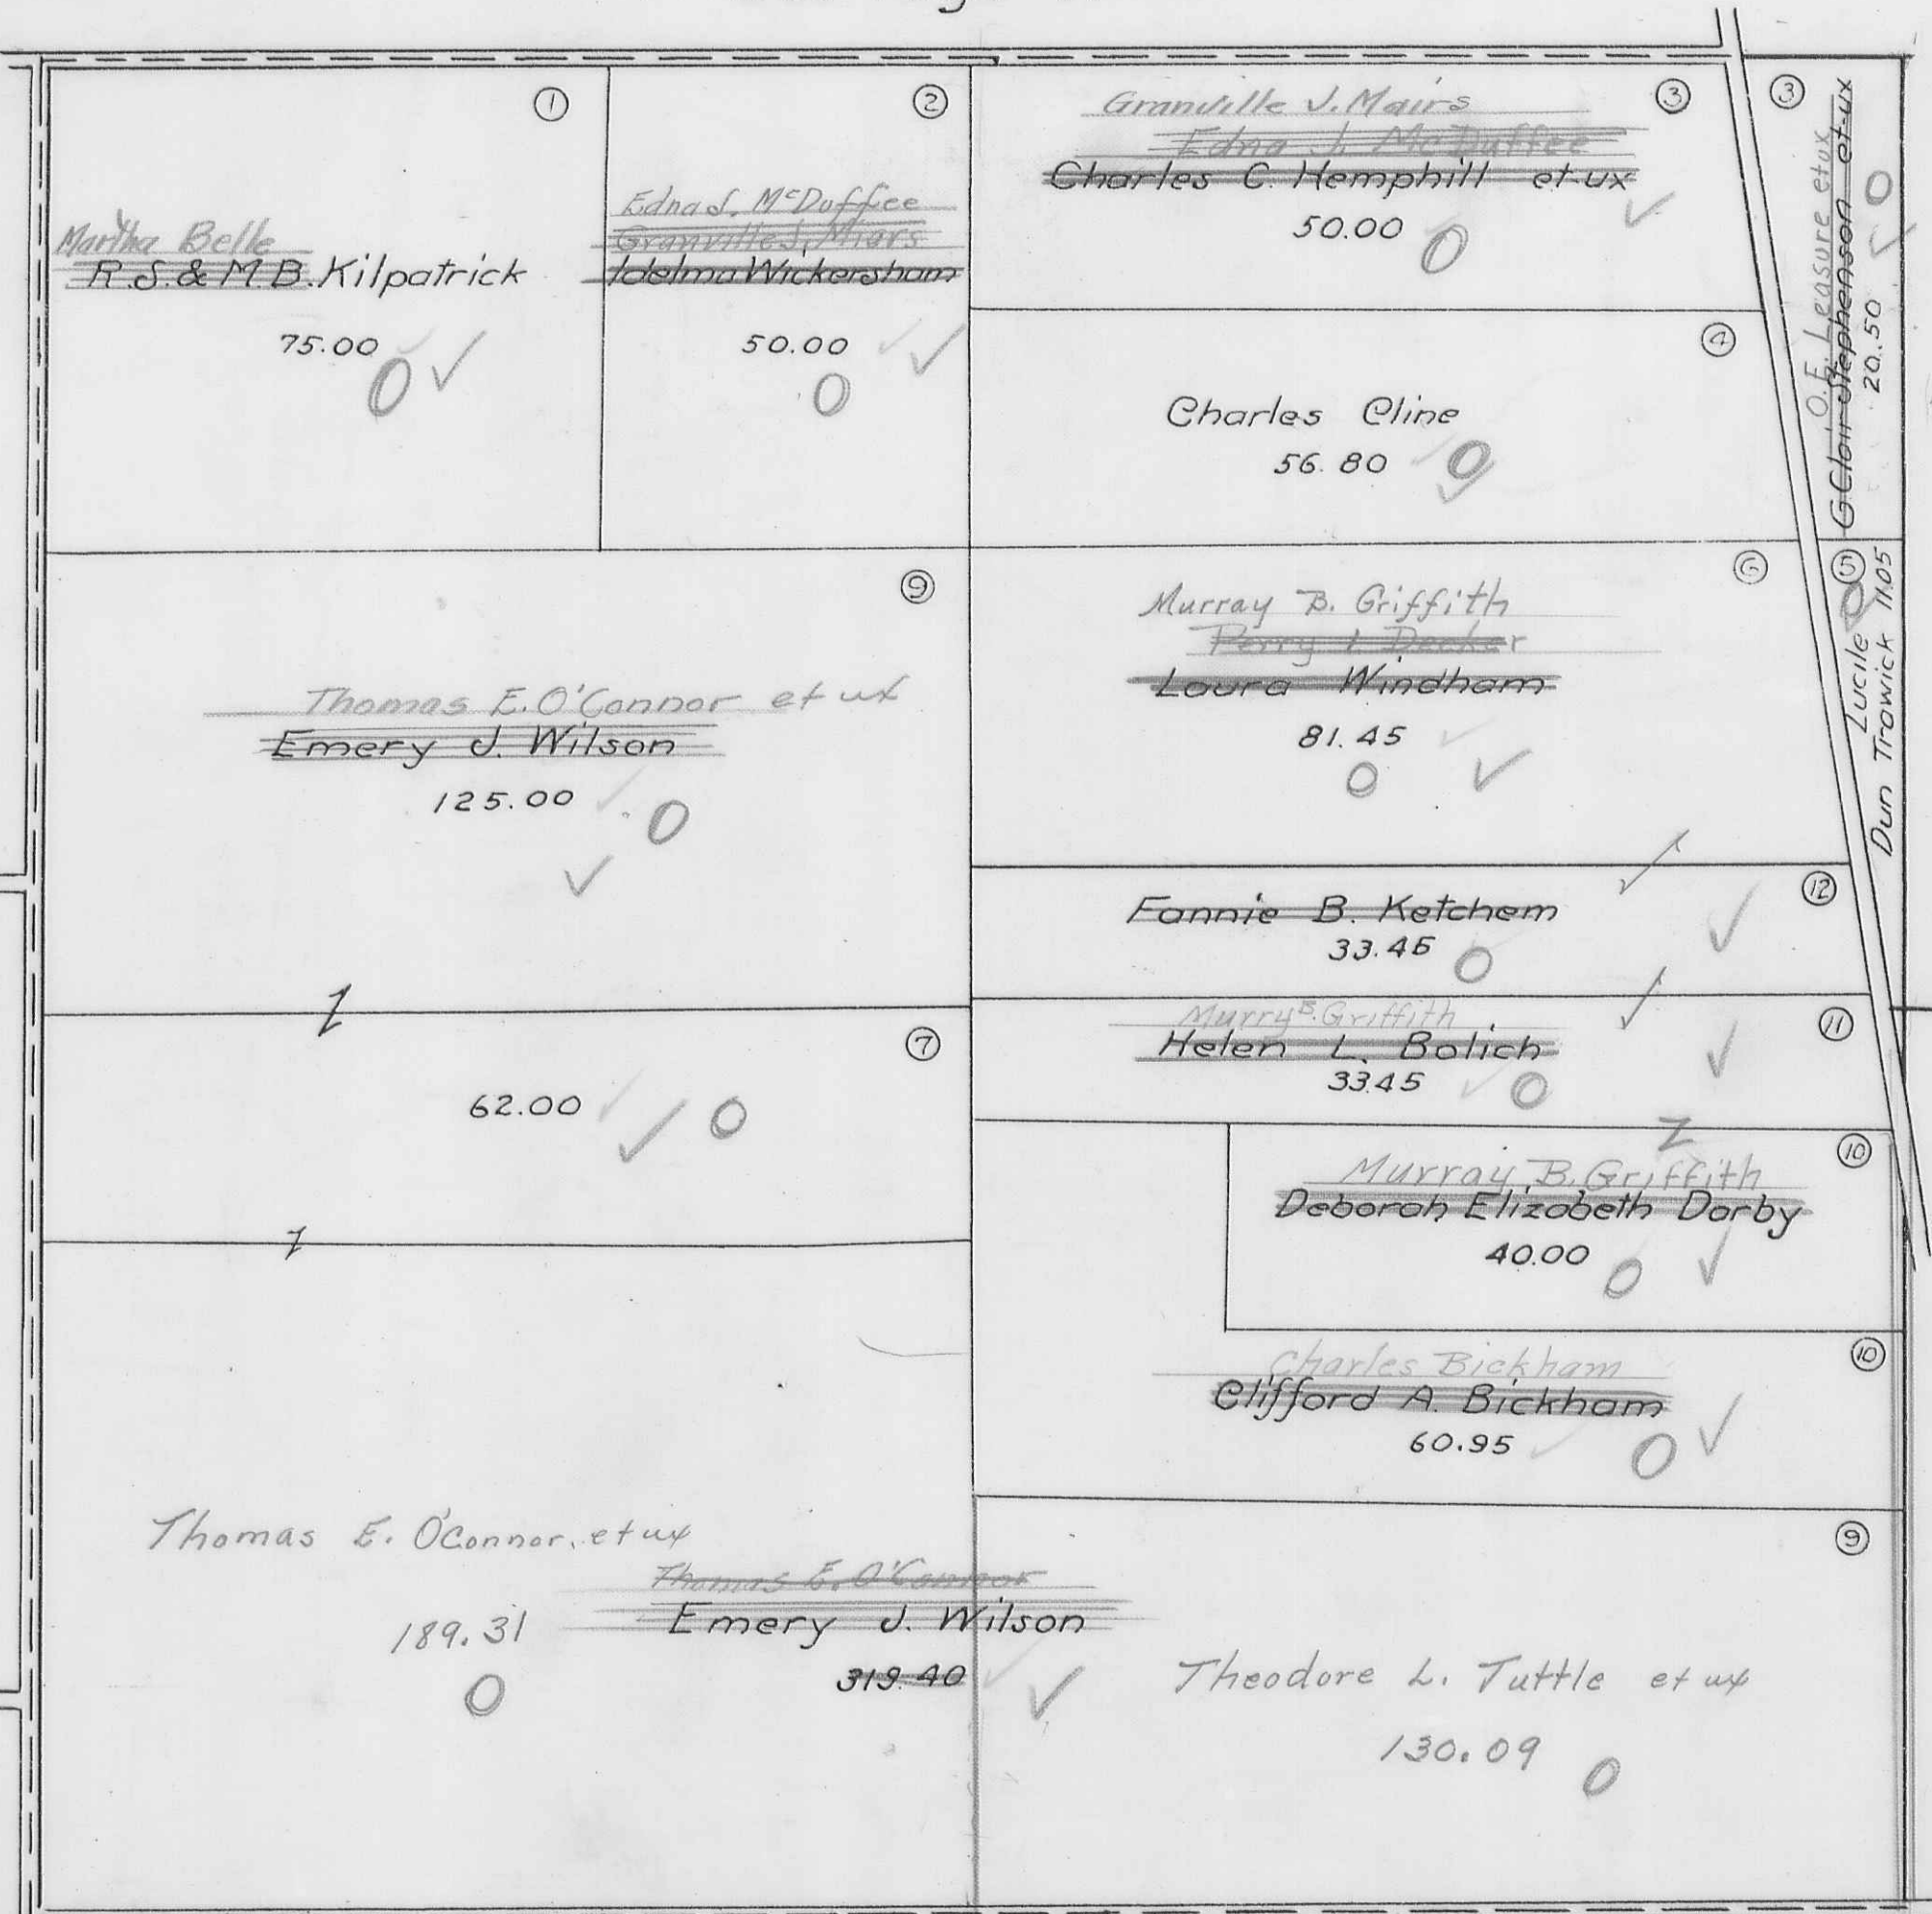 1
Martha Belle
R.S. & M.B. Kilpatrick
75.00
2
Edna J. McDuffee
Granville J. Miars
Idelma Wickersham
50.00
3
Granville J. Mairs
Edna J. McDuffee
Charles C. Hemphill et-ux
50.00
3
O.E. Leasure et ux
G. Clair Stephenson et-ux
20.50
4
Charles Cline
56.80
5
Lucile
Dun Trawick 11.05
6
Murray B. Griffith
Perry L Decker
Laura Windham
81.45
9
Thomas E. O'Connor et ux
Emery J. Wilson
125.00
12
Fannie B. Ketchem
33.45
11
Murry B. Griffith
Helen L. Bolich
33.45
7
62.00
10
Murray B. Griffith
Deborah Elizabeth Darby
40.00
10
Charles Bickham
Clifford A. Bickham
60.95
9
Thomas E. O'Connor, et ux
189.31
Thomas E. O'Connor
Emery J. Wilson
319.40
Theodore L. Tuttle et ux
130.09